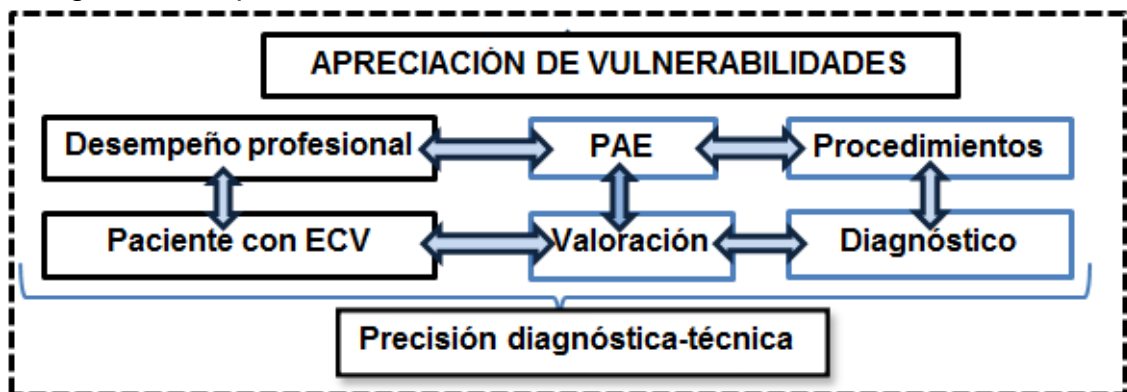 APRECIACIÓN DE VULNERABILIDADES
Desempeño profesional
PAE
Procedimientos
Paciente con ECV
Valoración
Diagnóstico
Precisión diagnóstica-técnica